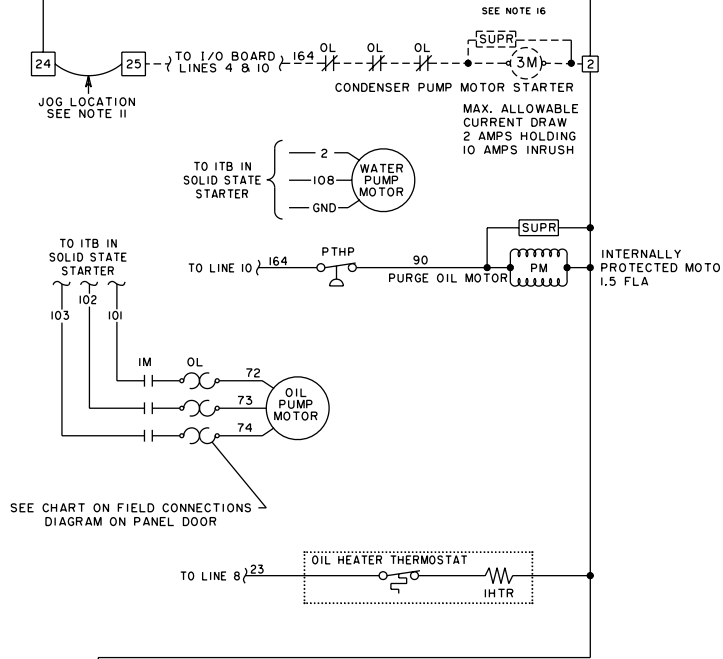 SEE NOTE 16
SUPR
24
25
TO I/O BOARD
LINES 4 & 10
164
OL
OL
OL
3M
2
CONDENSER PUMP MOTOR STARTER
JOG LOCATION
SEE NOTE 11
MAX. ALLOWABLE
CURRENT DRAW
2 AMPS HOLDING
10 AMPS INRUSH
TO 1TB IN
SOLID STATE
STARTER
2
108
GND
WATER
PUMP
MOTOR
SUPR
TO 1TB IN
SOLID STATE
STARTER
TO LINE 10
164
PTHP
90
PURGE OIL MOTOR
PM
INTERNALLY
PROTECTED MOTO
1.5 FLA
103
102
101
1M
OL
72
73
74
OIL
PUMP
MOTOR
SEE CHART ON FIELD CONNECTIONS
DIAGRAM ON PANEL DOOR
OIL HEATER THERMOSTAT
TO LINE 8
23
1HTR